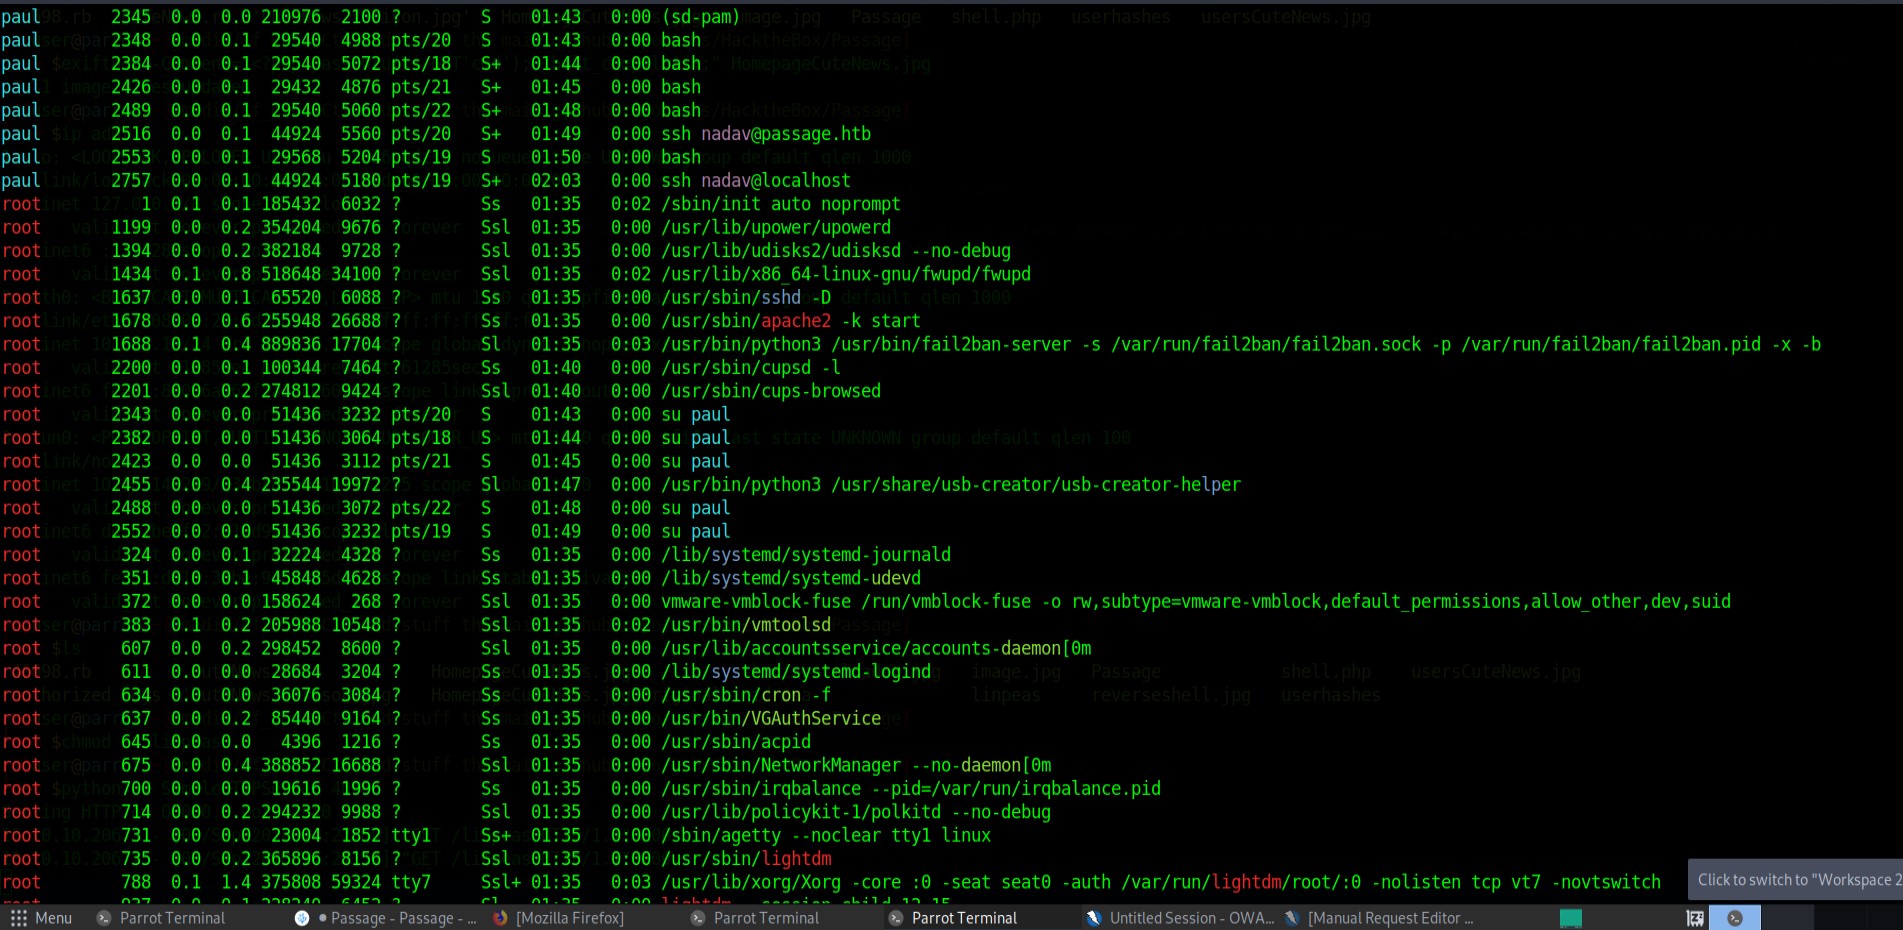 paul 2345 0.0 0.0 210976 2100 ? S 01:43 0:00 (sd-pam)
paul 2348 0.0 0.1 29540 4988 pts/20 S 01:43 0:00 bash
paul 2384 0.0 0.1 29540 5072 pts/18 S+ 01:44 0:00 bash
paul 2426 0.0 0.1 29432 4876 pts/21 S+ 01:45 0:00 bash
paul 2489 0.0 0.1 29540 5060 pts/22 S+ 01:48 0:00 bash
paul 2516 0.0 0.1 44924 5560 pts/20 S+ 01:49 0:00 ssh nadav@passage.htb
paul 2553 0.0 0.1 29568 5204 pts/19 S 01:50 0:00 bash
paul 2757 0.0 0.1 44924 5180 pts/19 S+ 02:03 0:00 ssh nadav@localhost
root 1 0.1 0.1 185432 6032 ? Ss 01:35 0:02 /sbin/init auto noprompt
root 1199 0.0 0.2 354204 9676 ? Ssl 01:35 0:00 /usr/lib/upower/upowerd
root 1394 0.0 0.2 382184 9728 ? Ssl 01:35 0:00 /usr/lib/udisks2/udisksd --no-debug
root 1434 0.1 0.8 518648 34100 ? Ssl 01:35 0:02 /usr/lib/x86_64-linux-gnu/fwupd/fwupd
root 1637 0.0 0.1 65520 6088 ? Ss 01:35 0:00 /usr/sbin/sshd -D
root 1678 0.0 0.6 255948 26688 ? Ss 01:35 0:00 /usr/sbin/apache2 -k start
root 1688 0.1 0.4 889836 17704 ? Sl 01:35 0:03 /usr/bin/python3 /usr/bin/fail2ban-server -s /var/run/fail2ban/fail2ban.sock -p /var/run/fail2ban/fail2ban.pid -x -b
root 2200 0.0 0.1 100344 7464 ? Ss 01:40 0:00 /usr/sbin/cupsd -l
root 2201 0.0 0.2 274812 9424 ? Ssl 01:40 0:00 /usr/sbin/cups-browsed
root 2343 0.0 0.0 51436 3232 pts/20 S 01:43 0:00 su paul
root 2382 0.0 0.0 51436 3064 pts/18 S 01:44 0:00 su paul
root 2423 0.0 0.0 51436 3112 pts/21 S 01:45 0:00 su paul
root 2455 0.0 0.4 235544 19972 ? Sl 01:47 0:00 /usr/bin/python3 /usr/share/usb-creator/usb-creator-helper
root 2488 0.0 0.0 51436 3072 pts/22 S 01:48 0:00 su paul
root 2552 0.0 0.0 51436 3232 pts/19 S 01:49 0:00 su paul
root 324 0.0 0.1 32224 4328 ? Ss 01:35 0:00 /lib/systemd/systemd-journald
root 351 0.0 0.1 45848 4628 ? Ss 01:35 0:00 /lib/systemd/systemd-udevd
root 372 0.0 0.0 158624 268 ? Ssl 01:35 0:00 vmware-vmblock-fuse /run/vmblock-fuse -o rw,subtype=vmware-vmblock,default_permissions,allow_other,dev,suid
root 383 0.1 0.2 205988 10548 ? Ssl 01:35 0:02 /usr/bin/vmtoolsd
root 607 0.0 0.2 298452 8600 ? Ssl 01:35 0:00 /usr/lib/accountsservice/accounts-daemon[0m
root 611 0.0 0.0 28684 3204 ? Ss 01:35 0:00 /lib/systemd/systemd-logind
root 634 0.0 0.0 36076 3084 ? Ss 01:35 0:00 /usr/sbin/cron -f
root 637 0.0 0.2 85440 9164 ? Ss 01:35 0:00 /usr/bin/VGAuthService
root 645 0.0 0.0 4396 1216 ? Ss 01:35 0:00 /usr/sbin/acpid
root 675 0.0 0.4 388852 16688 ? Ssl 01:35 0:00 /usr/sbin/NetworkManager --no-daemon[0m
root 700 0.0 0.0 19616 1996 ? Ss 01:35 0:00 /usr/sbin/irqbalance --pid=/var/run/irqbalance.pid
root 714 0.0 0.2 294232 9988 ? Ssl 01:35 0:00 /usr/lib/policykit-1/polkitd --no-debug
root 731 0.0 0.0 23004 1852 tty1 Ss+ 01:35 0:00 /sbin/agetty --noclear tty1 linux
root 735 0.0 0.2 365896 8156 ? Ssl 01:35 0:00 /usr/sbin/lightdm
root 788 0.1 1.4 375808 59324 tty7 Ssl+ 01:35 0:03 /usr/lib/xorg/Xorg -core :0 -seat seat0 -auth /var/run/lightdm/root/:0 -nolisten tcp vt7 -novtswitch
Click to switch to "Workspace 2
Menu Parrot Terminal Passage - Passage - ... [Mozilla Firefox] Parrot Terminal Parrot Terminal Untitled Session - OWA... [Manual Request Editor ...